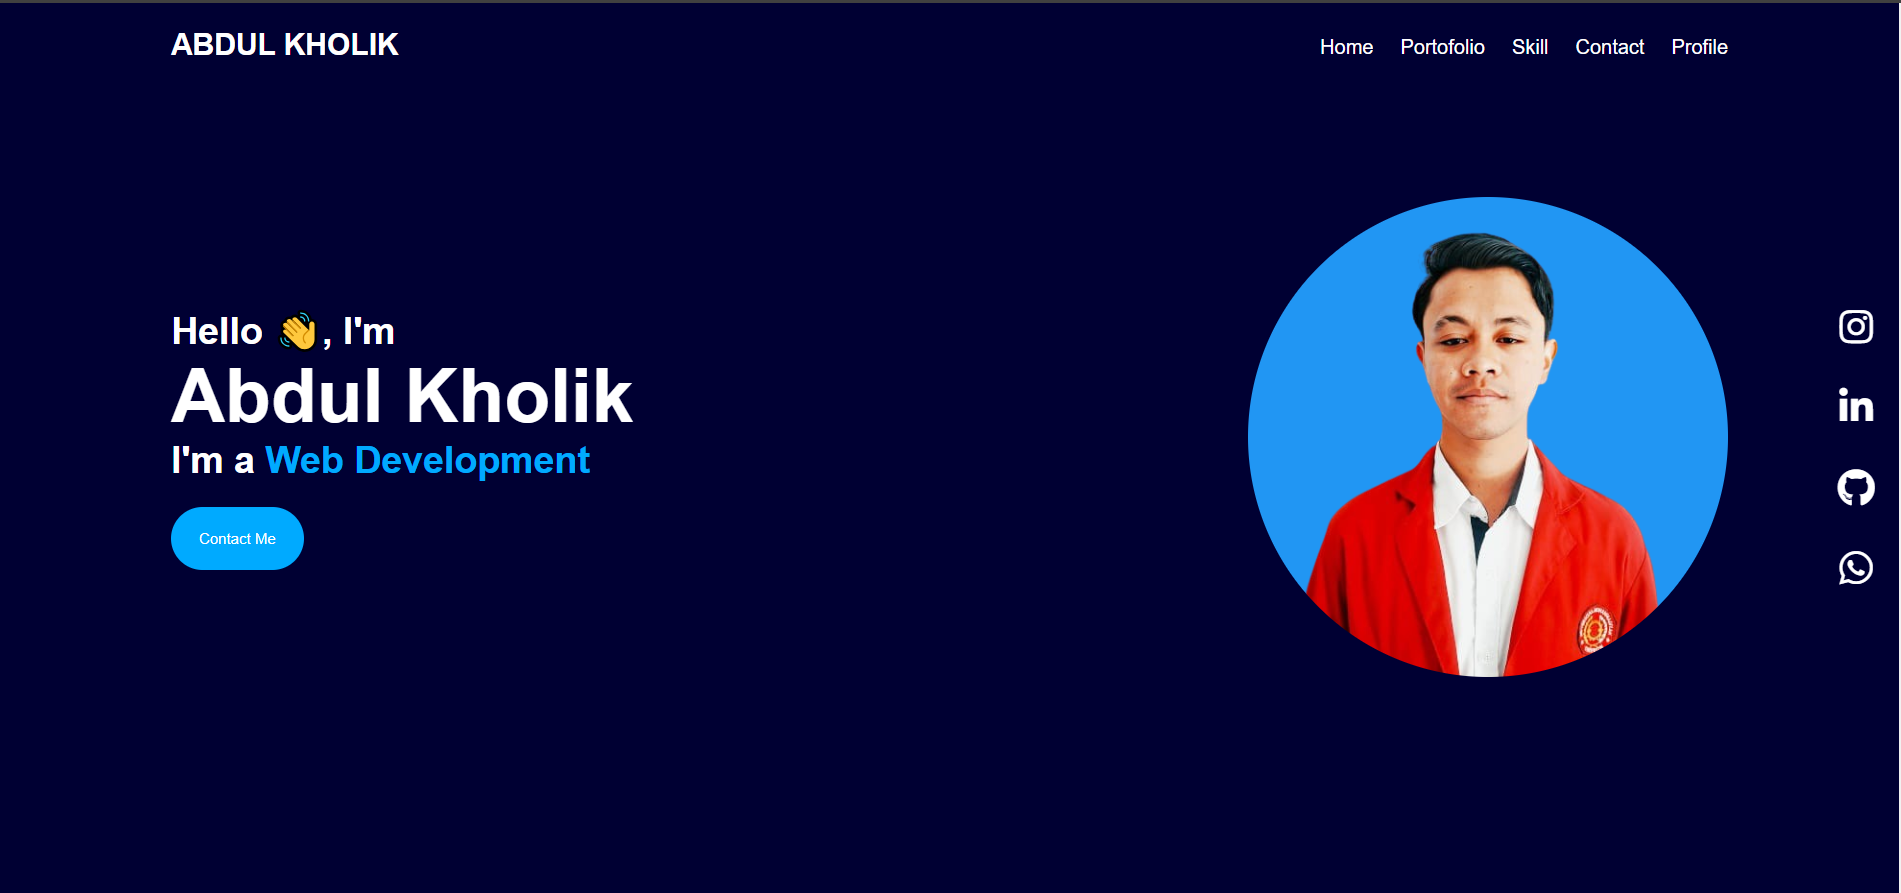 ABDUL KHOLIK
Home Portofolio Skill Contact Profile
Hello 👋, I'm
Abdul Kholik
I'm a Web Development
Contact Me
in